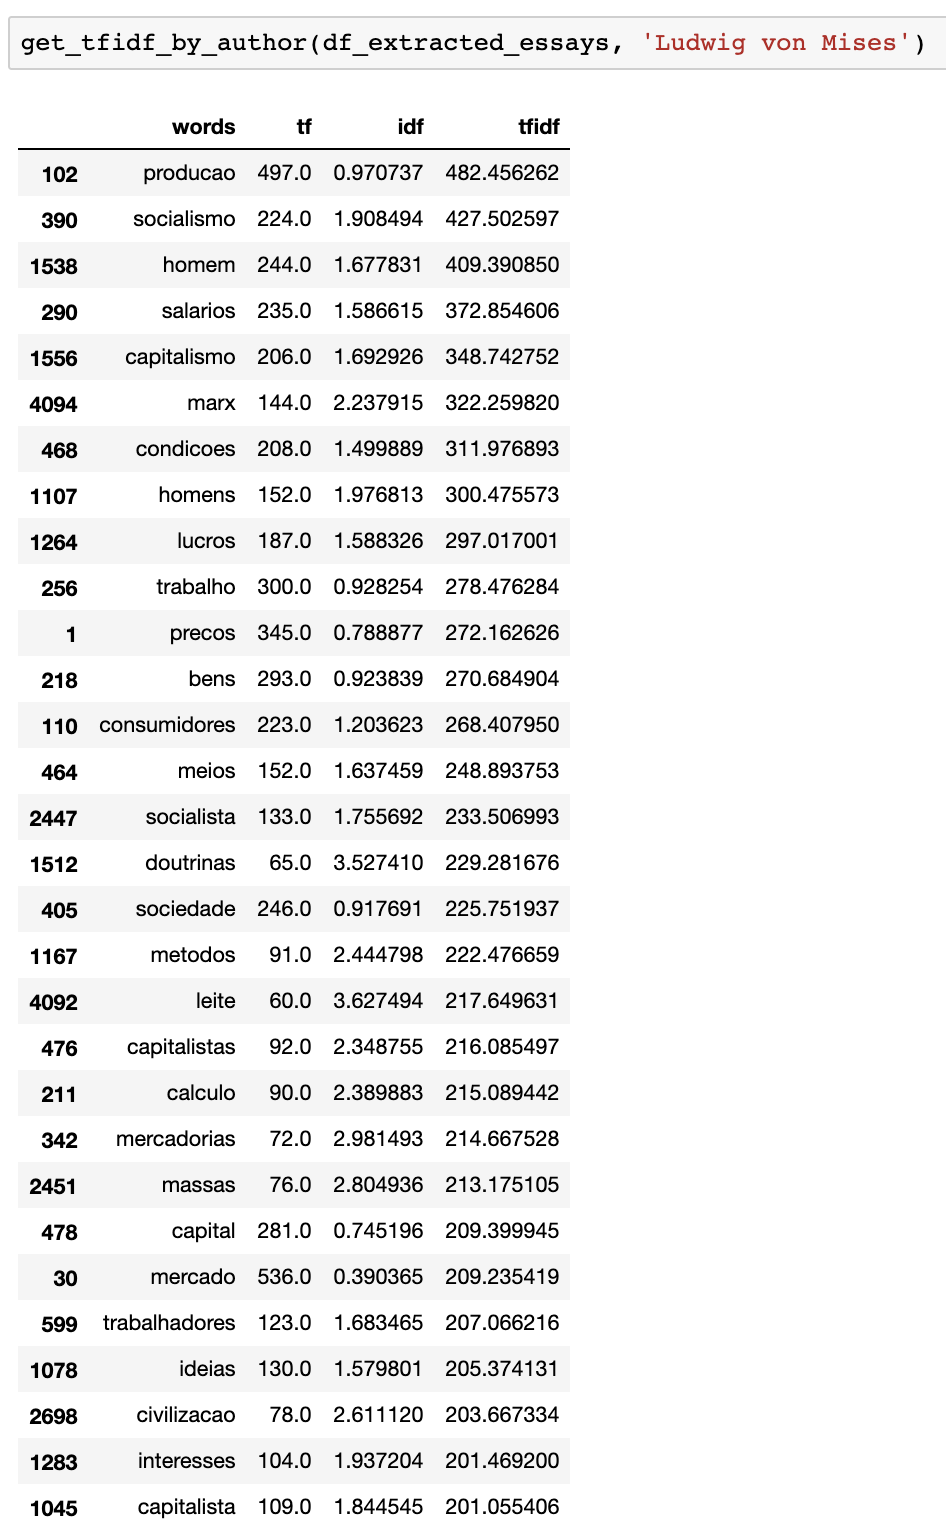 get_tfidf_by_author(df_extracted_essays, 'Ludwig von Mises')
words tf idf tfidf
102 producao 497.0 0.970737 482.456262
390 socialismo 224.0 1.908494 427.502597
1538 homem 244.0 1.677831 409.390850
290 salarios 235.0 1.586615 372.854606
1556 capitalismo 206.0 1.692926 348.742752
4094 marx 144.0 2.237915 322.259820
468 condicoes 208.0 1.499889 311.976893
1107 homens 152.0 1.976813 300.475573
1264 lucros 187.0 1.588326 297.017001
256 trabalho 300.0 0.928254 278.476284
1 precos 345.0 0.788877 272.162626
218 bens 293.0 0.923839 270.684904
110 consumidores 223.0 1.203623 268.407950
464 meios 152.0 1.637459 248.893753
2447 socialista 133.0 1.755692 233.506993
1512 doutrinas 65.0 3.527410 229.281676
405 sociedade 246.0 0.917691 225.751937
1167 metodos 91.0 2.444798 222.476659
4092 leite 60.0 3.627494 217.649631
476 capitalistas 92.0 2.348755 216.085497
211 calculo 90.0 2.389883 215.089442
342 mercadorias 72.0 2.981493 214.667528
2451 massas 76.0 2.804936 213.175105
478 capital 281.0 0.745196 209.399945
30 mercado 536.0 0.390365 209.235419
599 trabalhadores 123.0 1.683465 207.066216
1078 ideias 130.0 1.579801 205.374131
2698 civilizacao 78.0 2.611120 203.667334
1283 interesses 104.0 1.937204 201.469200
1045 capitalista 109.0 1.844545 201.055406